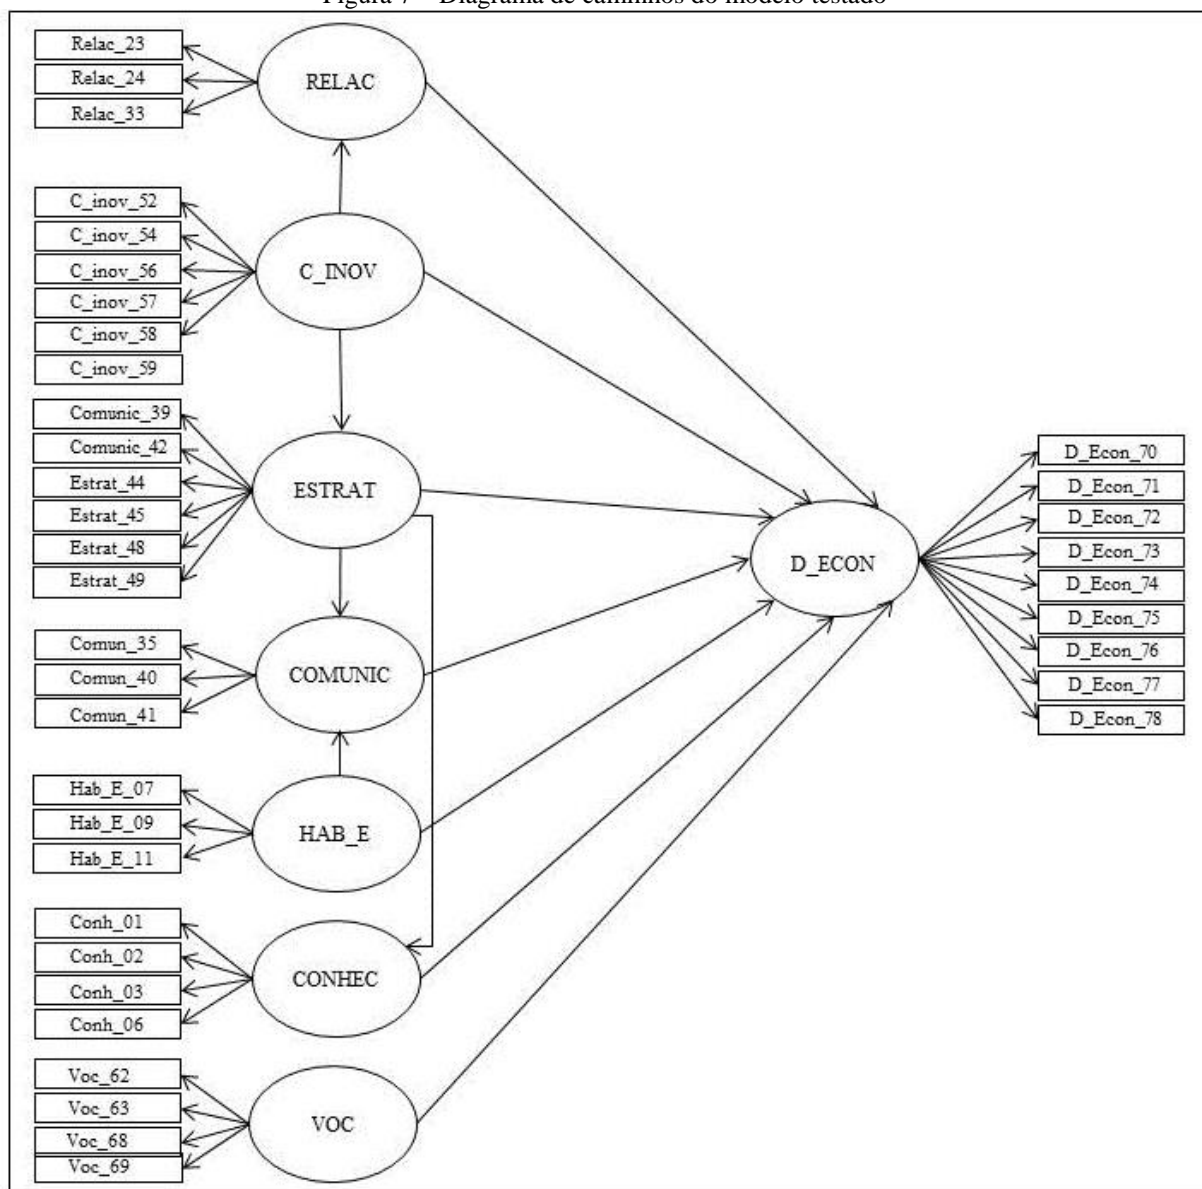 Figura 7 – Diagrama de caminhos do modelo testado
Relac_23
Relac_24
Relac_33
RELAC
C_inov_52
C_inov_54
C_inov_56
C_inov_57
C_inov_58
C_inov_59
C_INOV
Comunic_39
Comunic_42
Estrat_44
Estrat_45
Estrat_48
Estrat_49
ESTRAT
Comun_35
Comun_40
Comun_41
COMUNIC
Hab_E_07
Hab_E_09
Hab_E_11
HAB_E
Conh_01
Conh_02
Conh_03
Conh_06
CONHEC
Voc_62
Voc_63
Voc_68
Voc_69
VOC
D_ECON
D_Econ_70
D_Econ_71
D_Econ_72
D_Econ_73
D_Econ_74
D_Econ_75
D_Econ_76
D_Econ_77
D_Econ_78